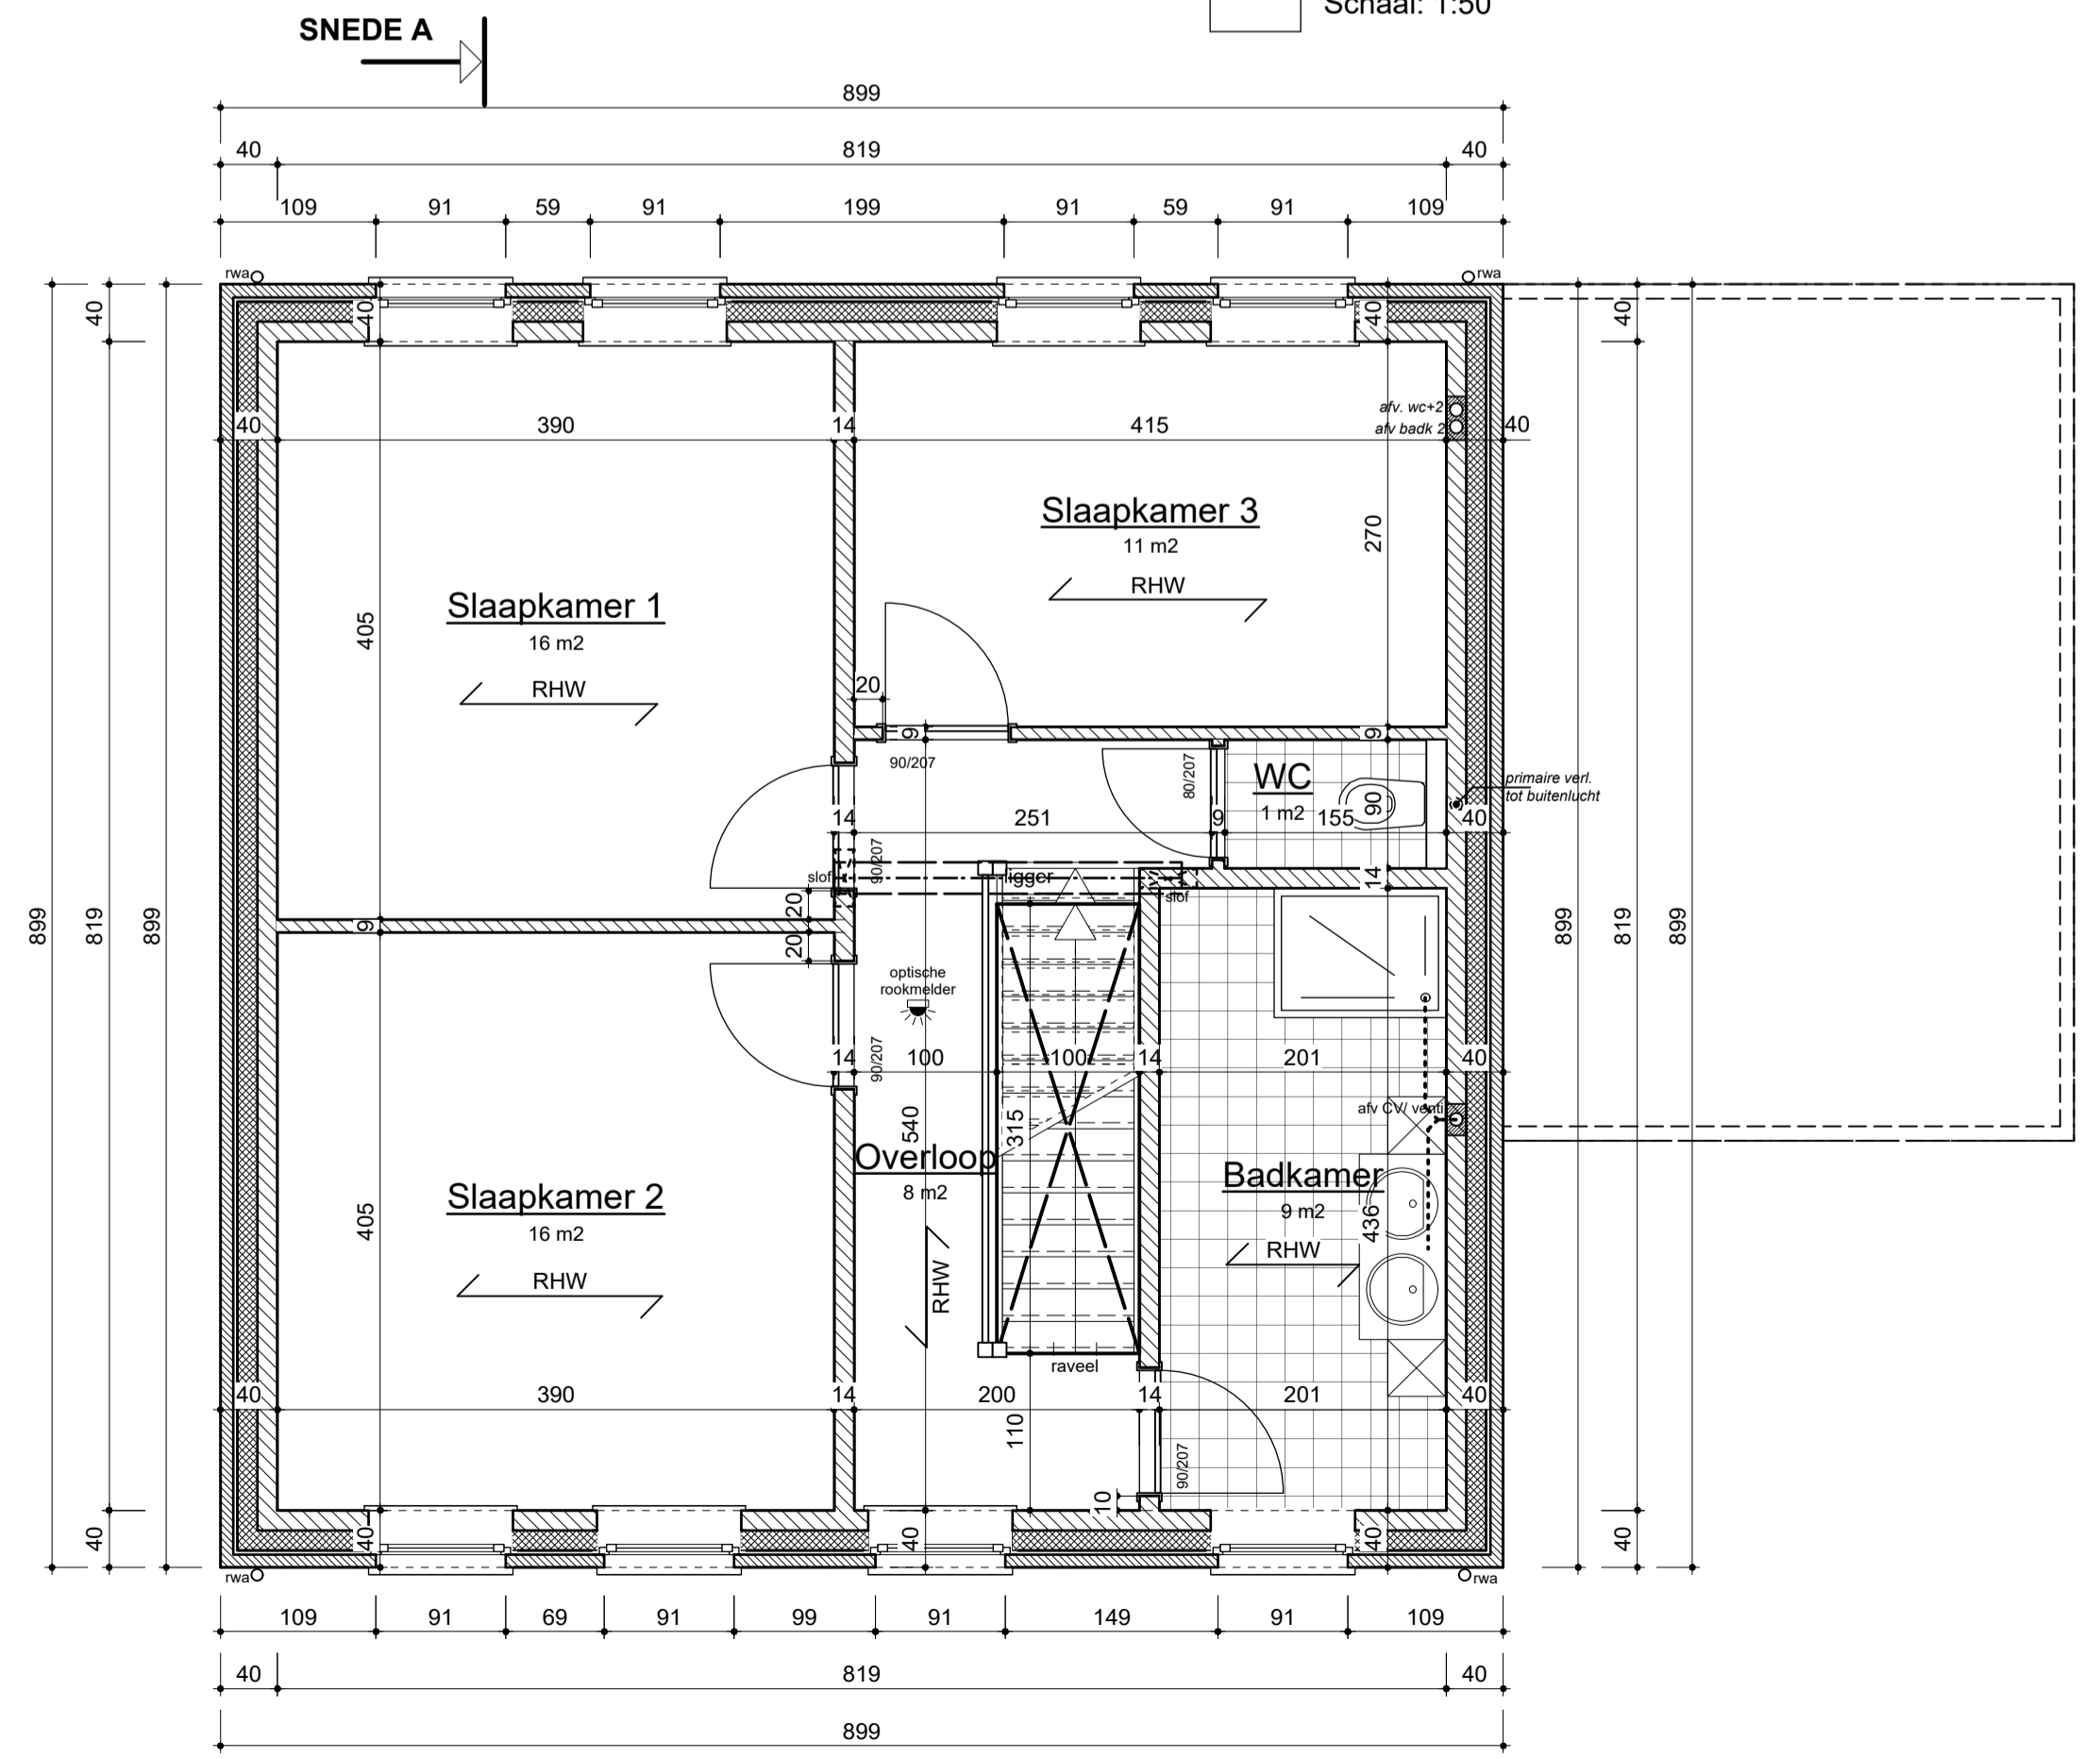 Schaal: 1:50
SNEDE A
899
40 819 40
109 91 59 91 199 91 59 91 109
rwa rwa
40 40 40 40
afv. wc+2
afv badk 2
40 390 14 415 40
Slaapkamer 3
11 m2
RHW
270
Slaapkamer 1
16 m2
RHW
405
20
9 9
90/207
80/207
WC
1 m2
90
primaire verl.
tot buitenlucht
14 251 9 155 40
90/207
slof
ligger
14
slof
20
9
20
899 819 899
899 819 899
optische
rookmelder
14 100 100 14 201 40
90/207
afv CV/ venti
540
315
Overloop
8 m2
RHW
Badkamer
9 m2
436
RHW
Slaapkamer 2
16 m2
RHW
405
raveel
40 390 14 200 14 201 40
110
90/207
10
40 40 40 40 40
rwa rwa
109 91 69 91 99 91 149 91 109
40 819 40
899